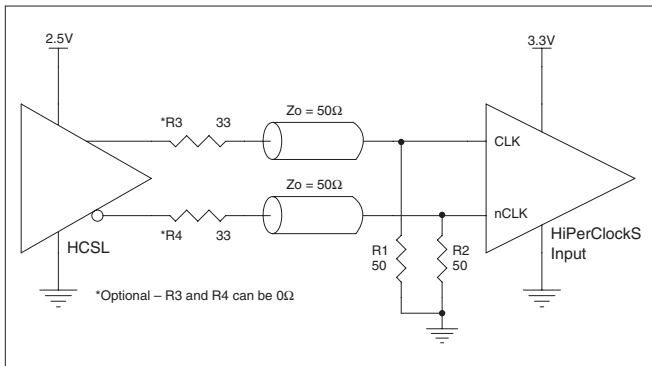 2.5V
3.3V
*R3
33
Zo = 50Ω
CLK
Zo = 50Ω
nCLK
*R4
33
HCSL
HiPerClockS
Input
R1
50
R2
50
*Optional – R3 and R4 can be 0Ω